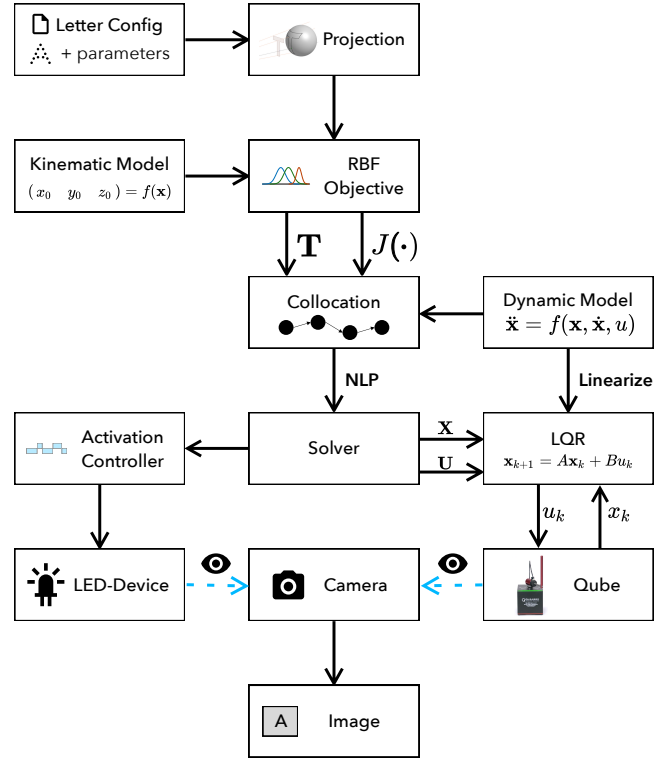 Letter Config
+ parameters
Projection
Kinematic Model
( x₀ y₀ z₀ ) = f(𝐱)
RBF
Objective
𝐓
J(·)
Collocation
Dynamic Model
𝐱̈ = f(𝐱, 𝐱̇, u)
NLP
Linearize
Activation
Controller
Solver
𝐗
𝐔
LQR
𝐱ₖ₊₁ = A𝐱ₖ + Buₖ
uₖ
xₖ
LED-Device
Camera
Qube
A
Image